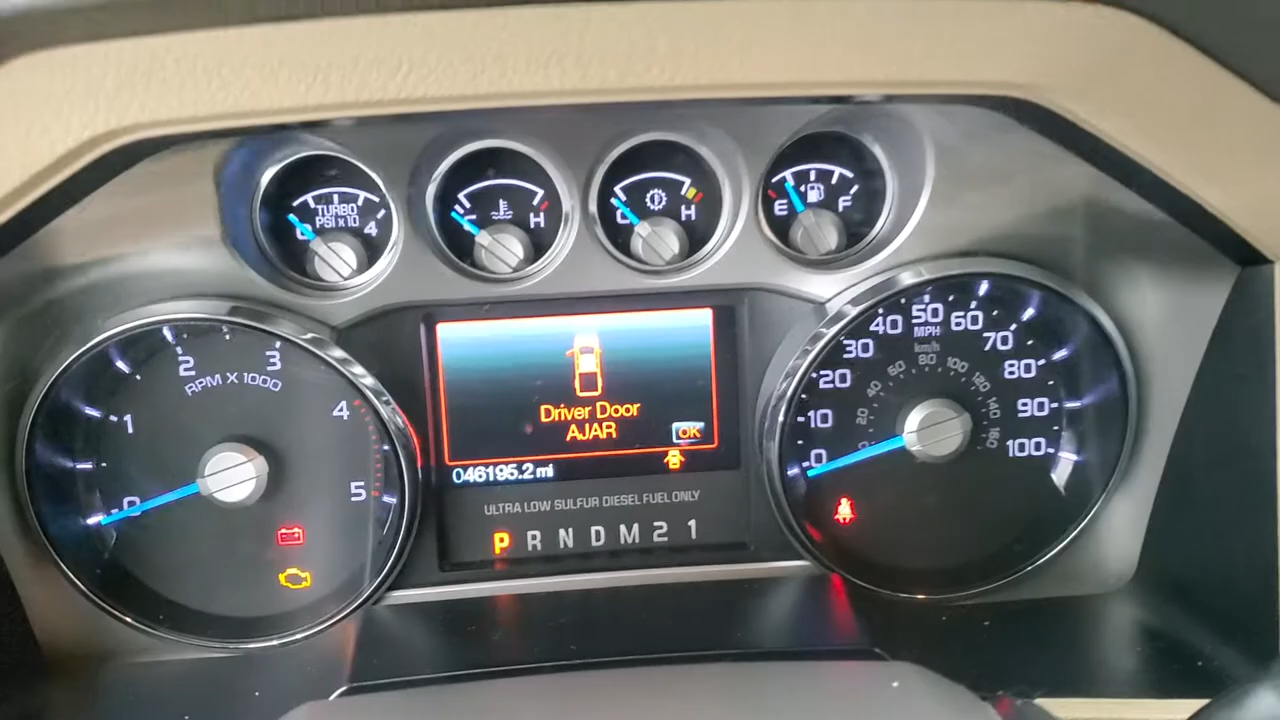 TURBO
PSI x 10
4
H
C
H
E
F
0
1
2
3
4
5
RPM X 1000
Driver Door
AJAR
OK
046195.2 mi
ULTRA LOW SULFUR DIESEL FUEL ONLY
P R N D M 2 1
0
10
20
30
40
50
60
70
80
90
100
MPH
km/h
20
40
60
80
100
120
140
160